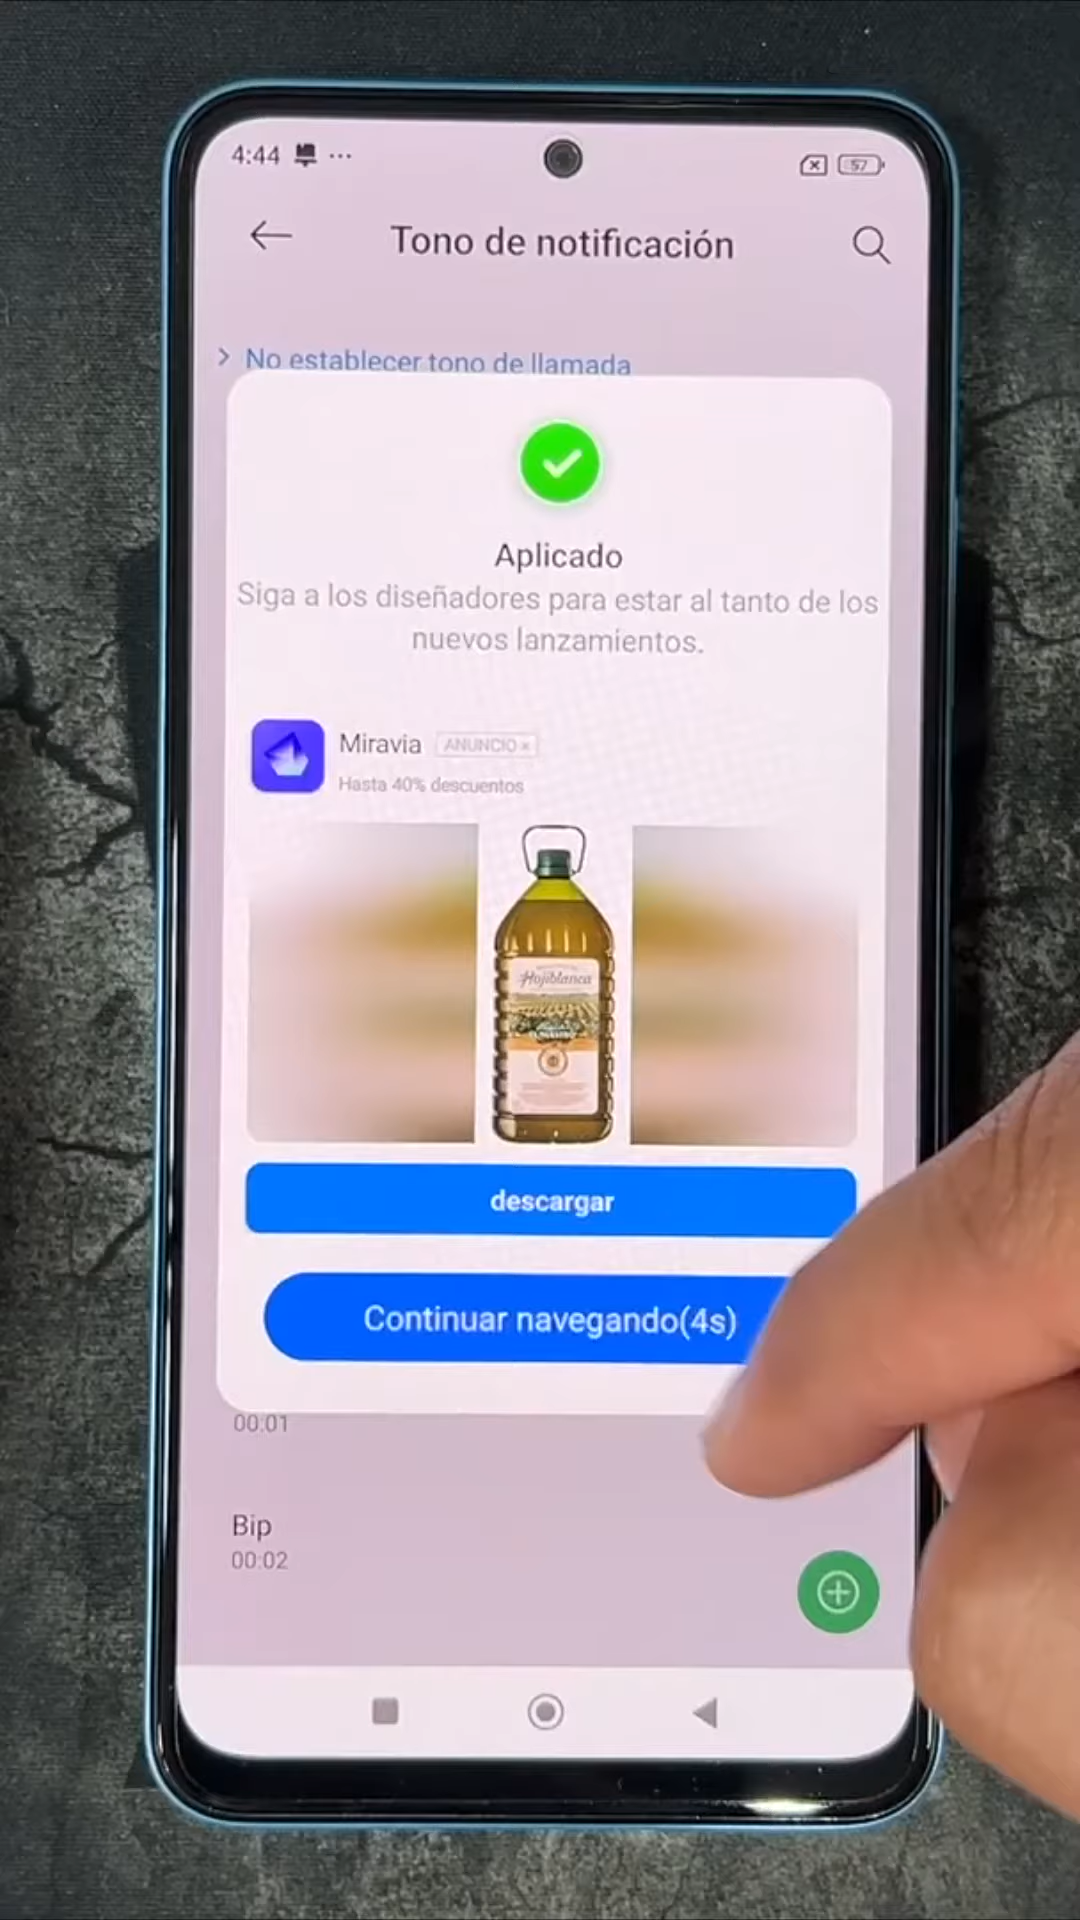 4:44
57
Tono de notificación
No establecer tono de llamada
Aplicado
Siga a los diseñadores para estar al tanto de los
nuevos lanzamientos.
Miravia
ANUNCIO x
Hasta 40% descuentos
Hojiblanca
descargar
Continuar navegando(4s)
00:01
Bip
00:02